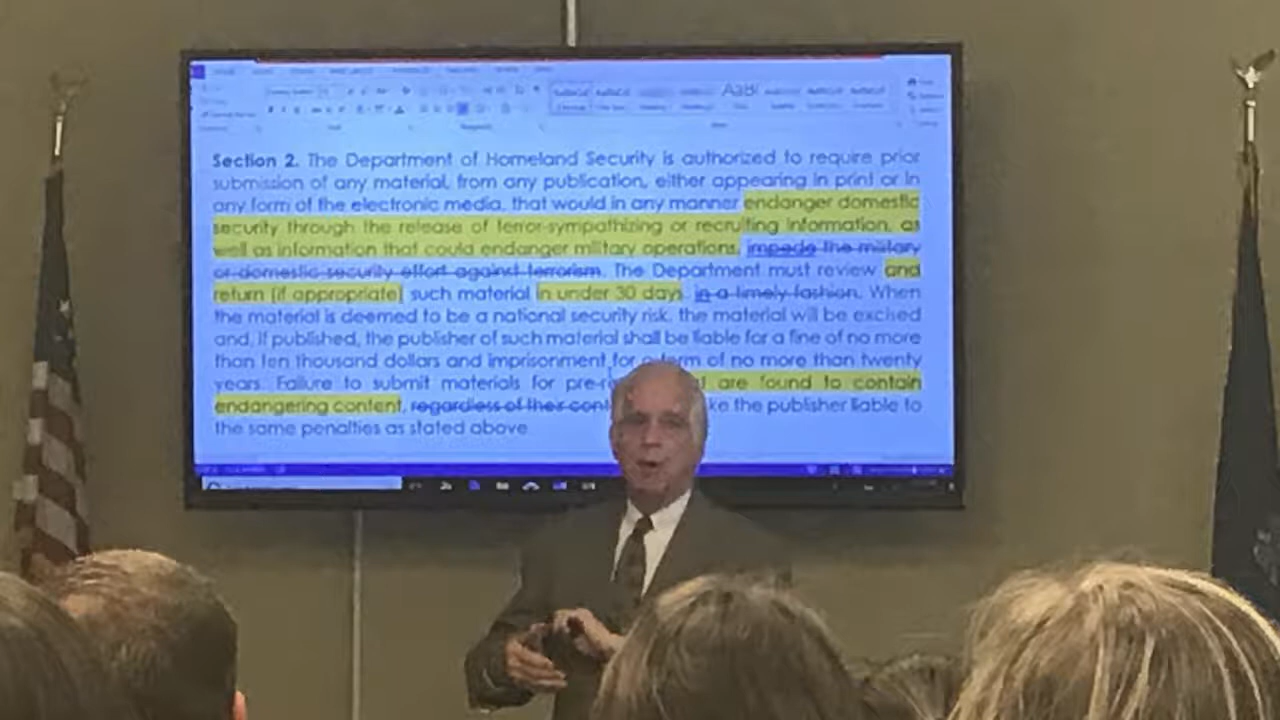 AaBl
Section 2. The Department of Homeland Security is authorized to require prior
submission of any material, from any publication, either appearing in print or in
any form of the electronic media, that would in any manner endanger domestic
security through the release of terror-sympathizing or recruiting information, as
well as information that could endanger military operations, impede the military
or domestic security effort against terrorism. The Department must review and
return (if appropriate) such material in under 30 days. in a timely fashion. When
the material is deemed to be a national security risk, the material will be excised
and, if published, the publisher of such material shall be liable for a fine of no more
than ten thousand dollars and imprisonment for a term of no more than twenty
years. Failure to submit materials for are found to contain
endangering content, regardless of their the publisher liable to
the same penalties as stated above.